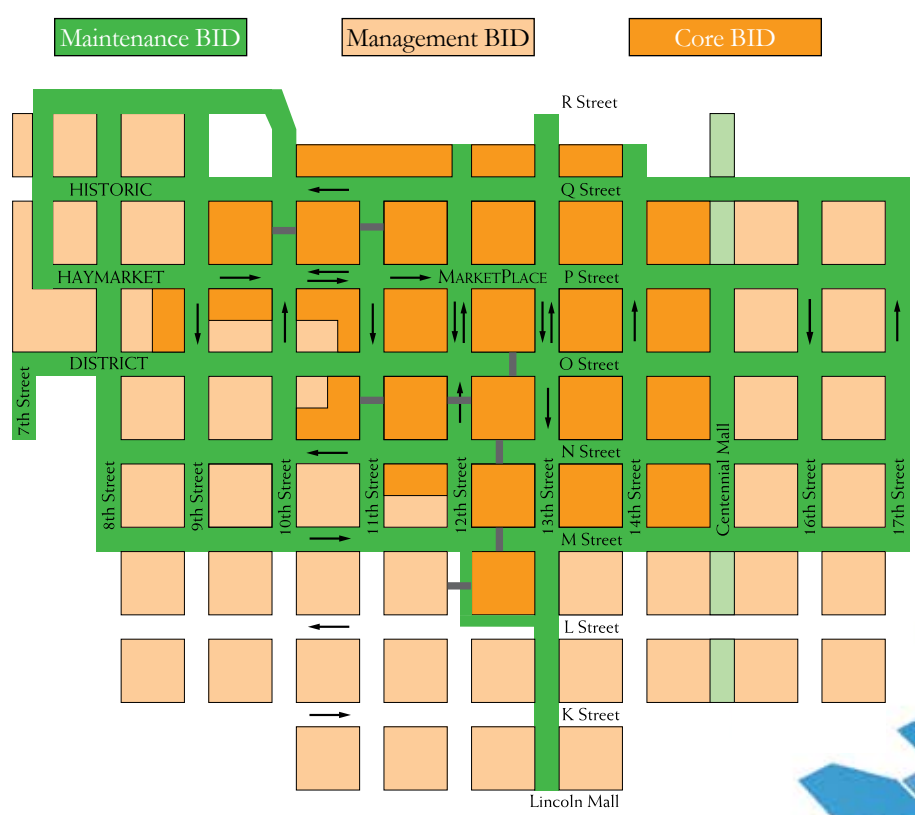 Maintenance BID
Management BID
Core BID
R Street
HISTORIC
Q Street
HAYMARKET
MARKETPLACE
P Street
DISTRICT
O Street
7th Street
N Street
8th Street
9th Street
10th Street
11th Street
12th Street
13th Street
14th Street
Centennial Mall
16th Street
17th Street
M Street
L Street
K Street
Lincoln Mall